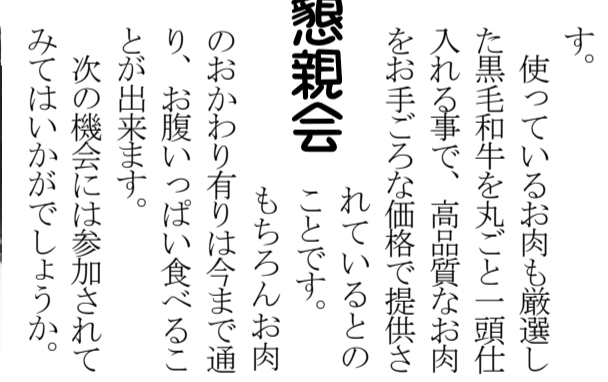 す。
使っているお肉も厳選し
た黒毛和牛を丸ごと一頭仕
入れる事で、高品質なお肉
をお手ごろな価格で提供さ
れているとの
ことです。
もちろんお肉
懇親会
のおかわり有りは今まで通
り、お腹いっぱい食べるこ
とが出来ます。
次の機会には参加されて
みてはいかがでしょうか。